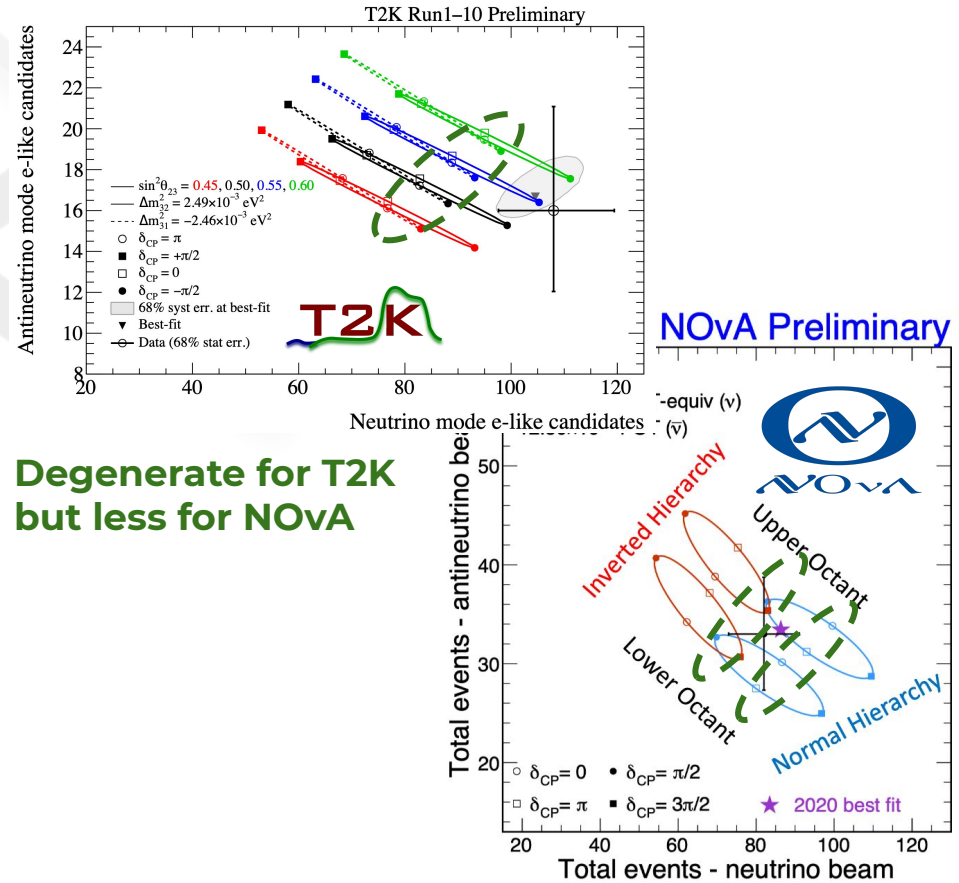 T2K Run1–10 Preliminary
Antineutrino mode e-like candidates
24
22
20
18
16
14
12
10
8
sin²θ₂₃ = 0.45, 0.50, 0.55, 0.60
Δm²₃₂ = 2.49×10⁻³ eV²
Δm²₃₁ = −2.46×10⁻³ eV²
δCP = π
δCP = +π/2
δCP = 0
δCP = −π/2
68% syst err. at best-fit
Best-fit
Data (68% stat err.)
T2K
20 40 60 80 100 120
Neutrino mode e-like candidates
NOvA Preliminary
-equiv (ν)
(ν̄)
NOνA
Degenerate for T2K
but less for NOvA
Total events - antineutrino bea
50
40
30
20
Inverted Hierarchy
Upper Octant
Lower Octant
Normal Hierarchy
δCP= 0 δCP= π/2
δCP= π δCP= 3π/2
2020 best fit
20 40 60 80 100 120
Total events - neutrino beam